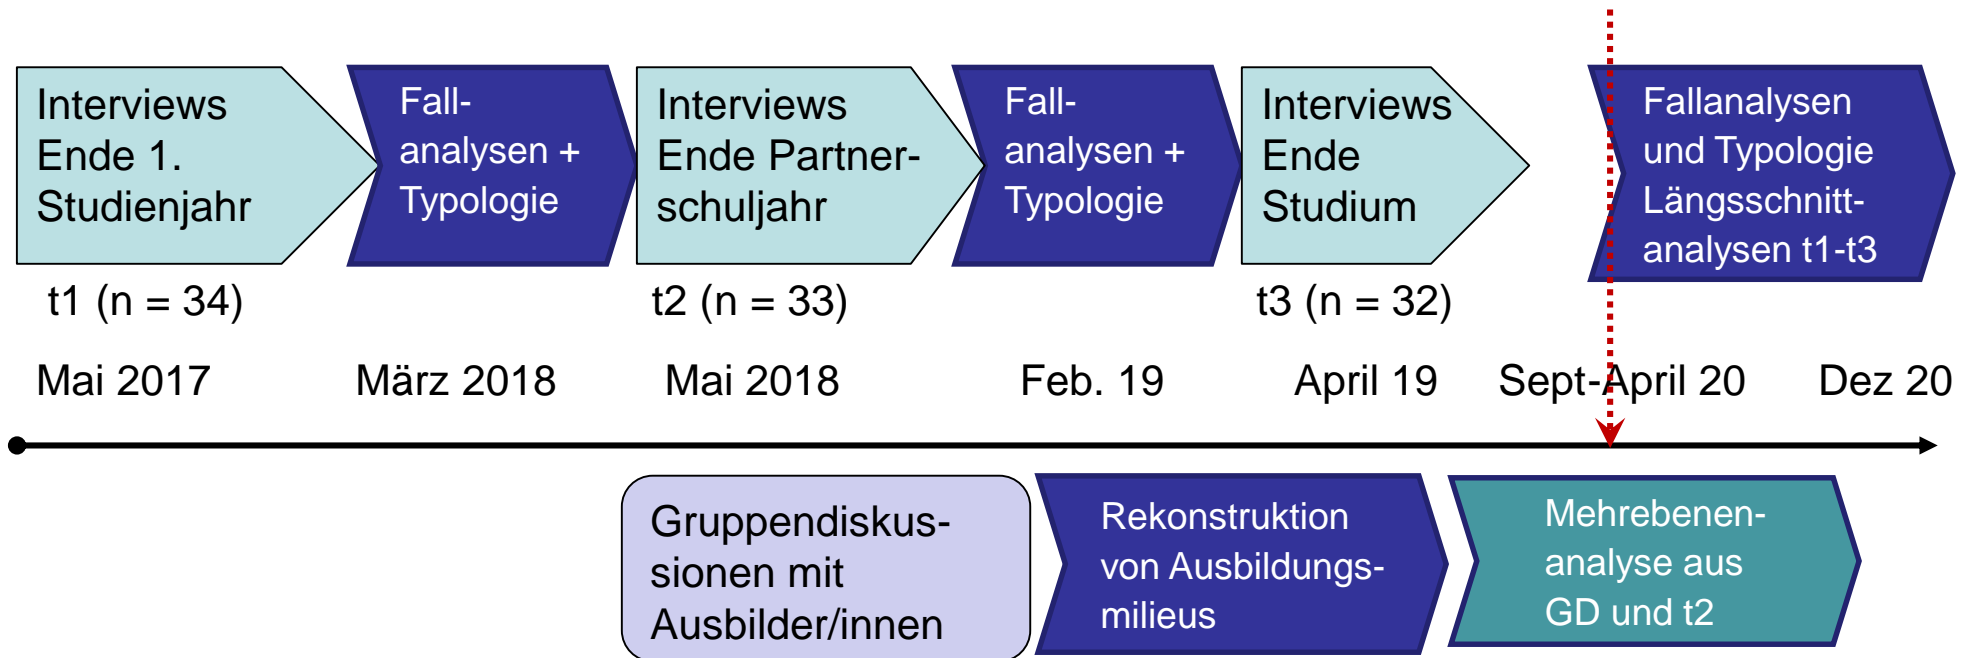 Interviews
Ende 1.
Studienjahr
Fall-
analysen +
Typologie
Interviews
Ende Partner-
schuljahr
Fall-
analysen +
Typologie
Interviews
Ende
Studium
Fallanalysen
und Typologie
Längsschnitt-
analysen t1-t3
t1 (n = 34)
t2 (n = 33)
t3 (n = 32)
Mai 2017
März 2018
Mai 2018
Feb. 19
April 19
Sept-April 20
Dez 20
Gruppendiskus-
sionen mit
Ausbilder/innen
Rekonstruktion
von Ausbildungs-
milieus
Mehrebenen-
analyse aus
GD und t2